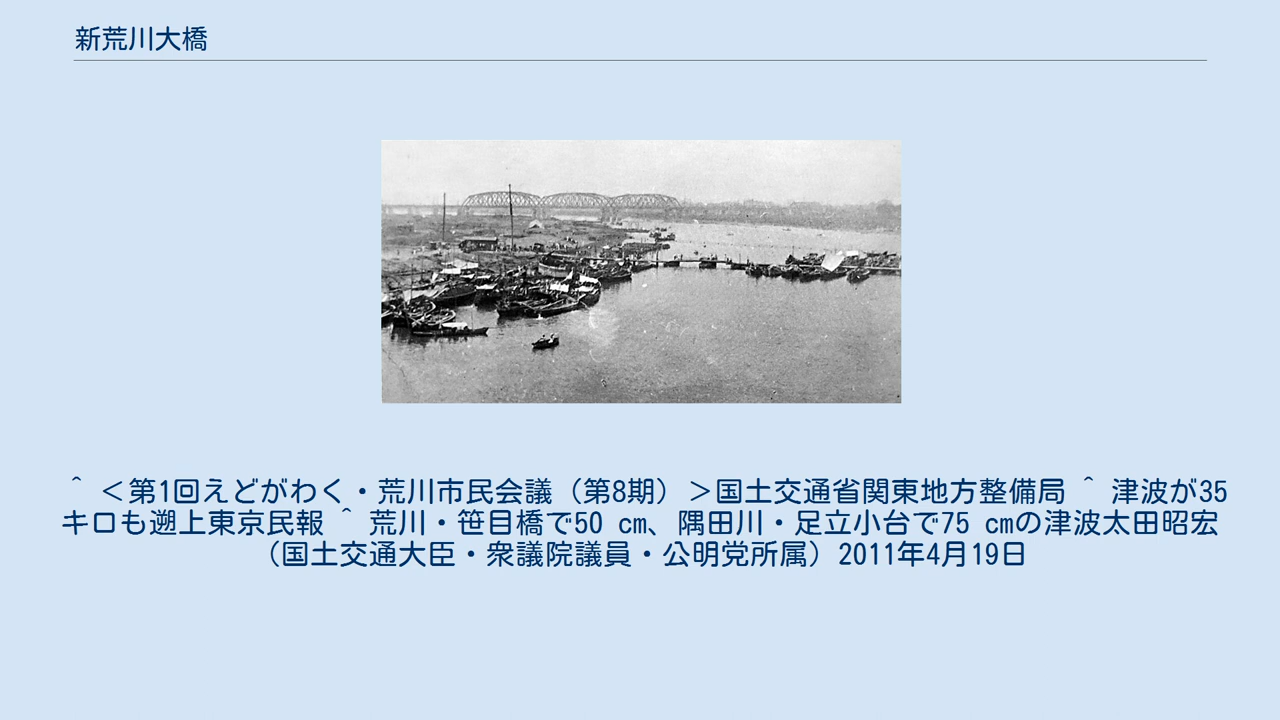 新荒川大橋
＾ ＜第1回えどがわく・荒川市民会議（第8期）＞国土交通省関東地方整備局 ＾ 津波が35
キロも遡上東京民報 ＾ 荒川・笹目橋で50 cm、隅田川・足立小台で75 cmの津波太田昭宏
（国土交通大臣・衆議院議員・公明党所属）2011年4月19日